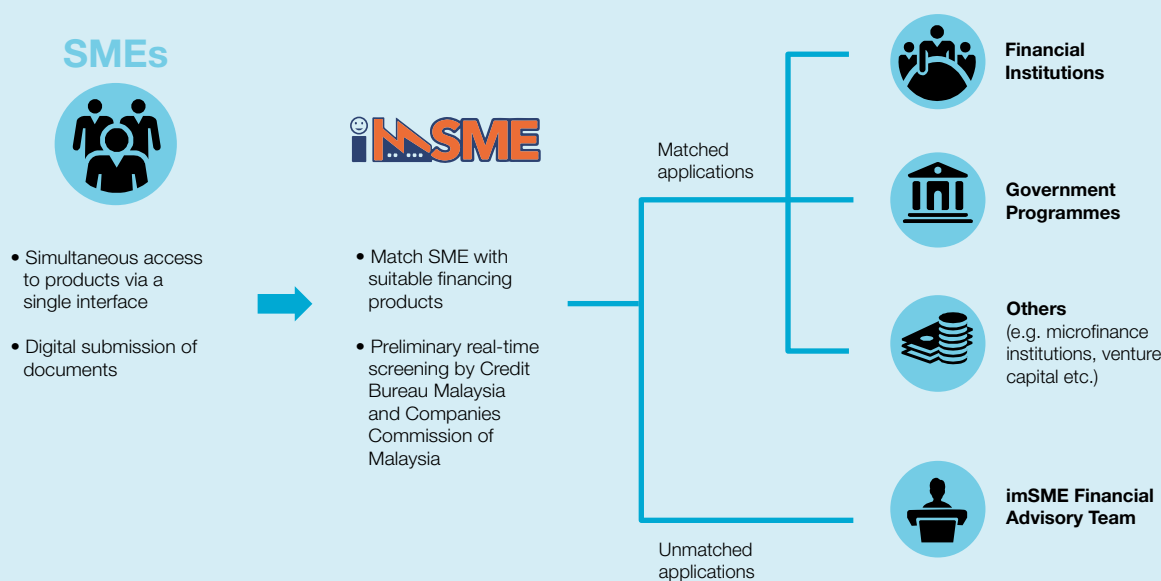 SMEs
• Simultaneous access
to products via a
single interface
• Digital submission of
documents
imSME
• Match SME with
suitable financing
products
• Preliminary real-time
screening by Credit
Bureau Malaysia
and Companies
Commission of
Malaysia
Matched
applications
Unmatched
applications
Financial
Institutions
Government
Programmes
Others
(e.g. microfinance
institutions, venture
capital etc.)
imSME Financial
Advisory Team